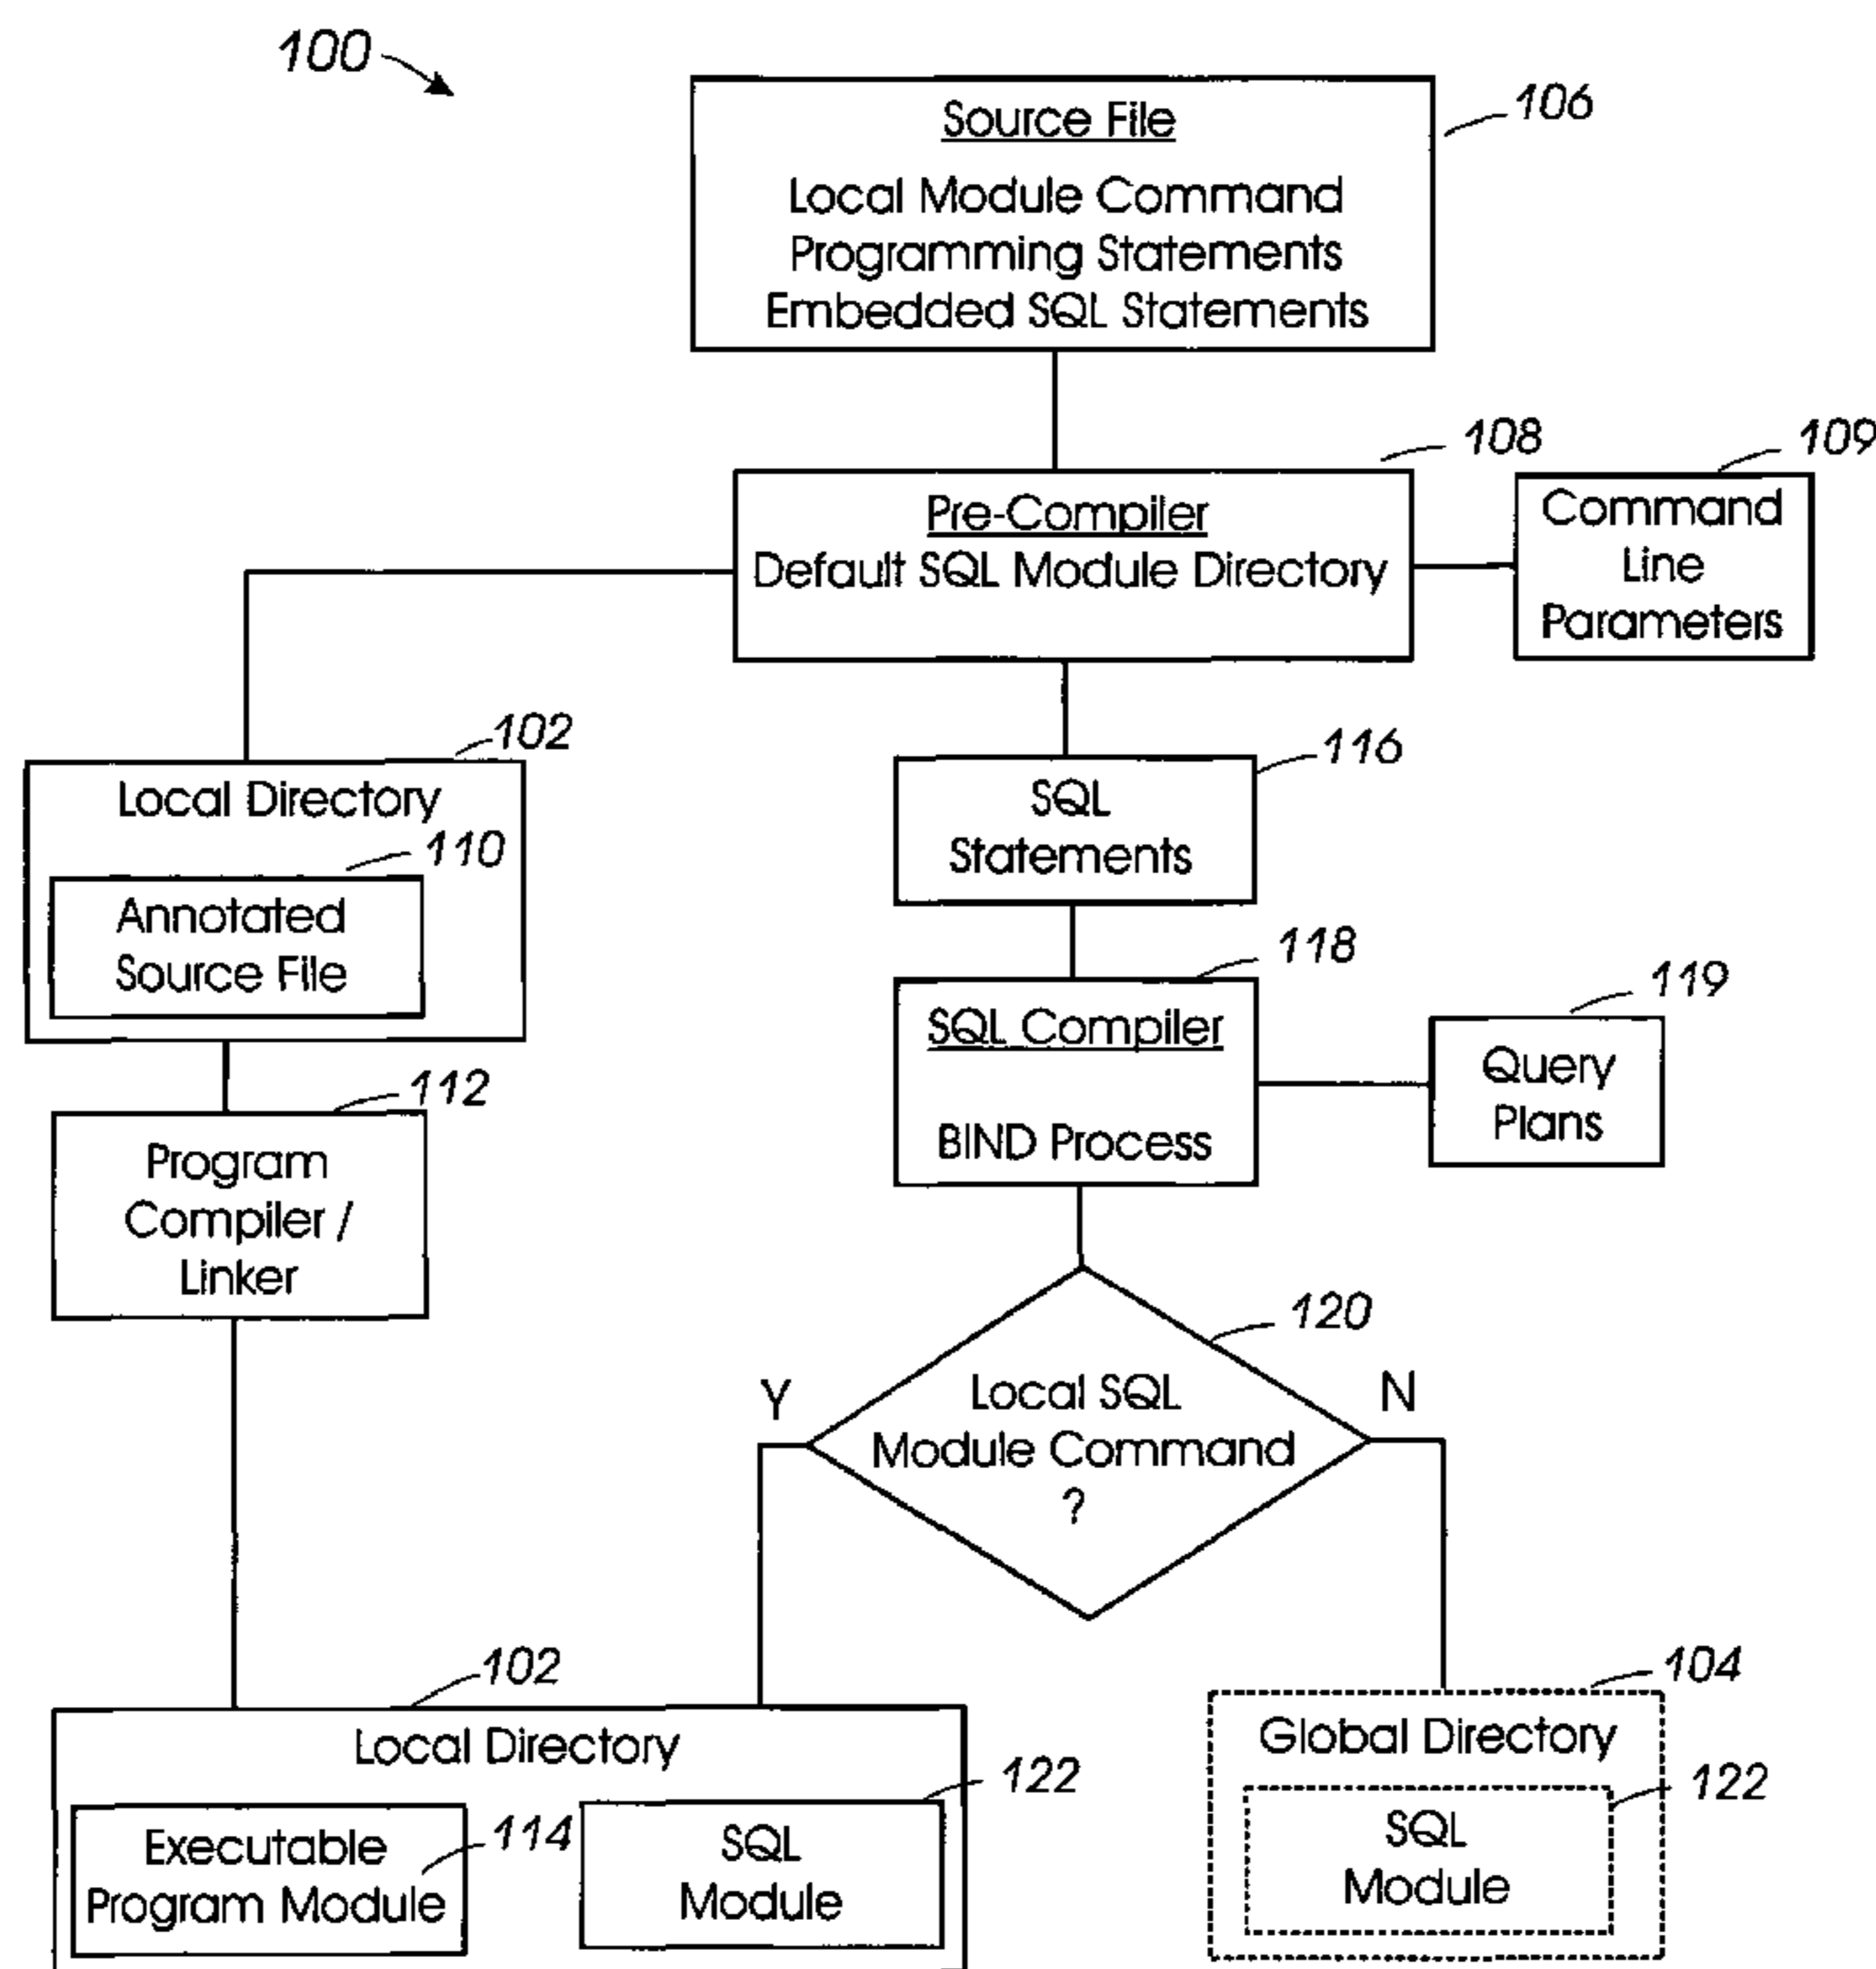 100
106
Source File
Local Module Command
Programming Statements
Embedded SQL Statements
108
109
Pre-Compiler
Default SQL Module Directory
Command
Line
Parameters
102
Local Directory
110
Annotated
Source File
116
SQL
Statements
118
SQL Compiler
BIND Process
119
Query
Plans
112
Program
Compiler /
Linker
120
Y
Local SQL
Module Command
?
N
102
Local Directory
Executable
Program Module
114
122
SQL
Module
104
Global Directory
122
SQL
Module